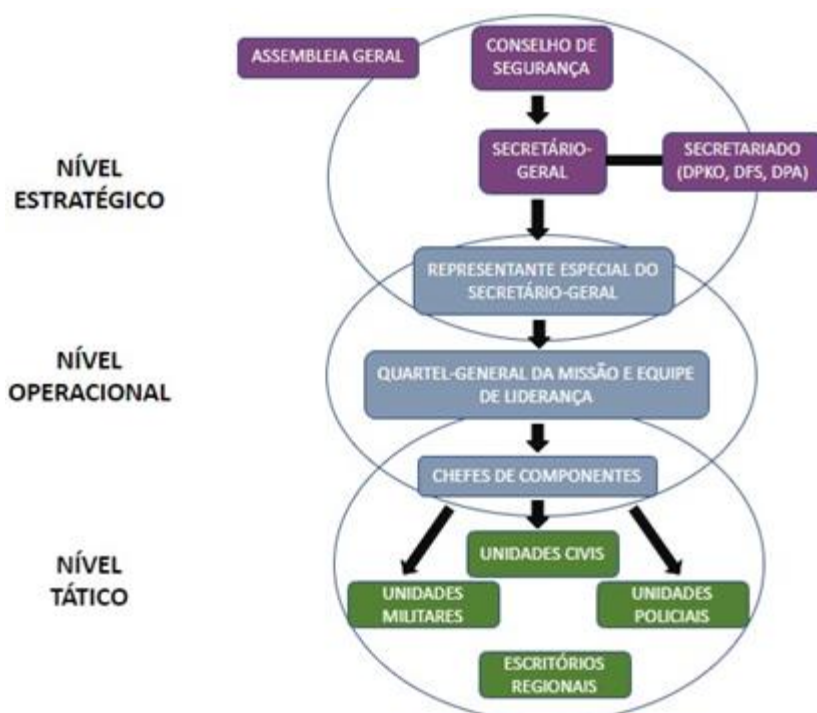 ASSEMBLEIA GERAL
CONSELHO DE
SEGURANÇA
NÍVEL
ESTRATÉGICO
SECRETÁRIO-
GERAL
SECRETARIADO
(DPKO, DFS, DPA)
REPRESENTANTE ESPECIAL DO
SECRETÁRIO-GERAL
NÍVEL
OPERACIONAL
QUARTEL-GENERAL DA MISSÃO E EQUIPE
DE LIDERANÇA
CHEFES DE COMPONENTES
NÍVEL
TÁTICO
UNIDADES CIVIS
UNIDADES
MILITARES
UNIDADES
POLICIAIS
ESCRITÓRIOS
REGIONAIS